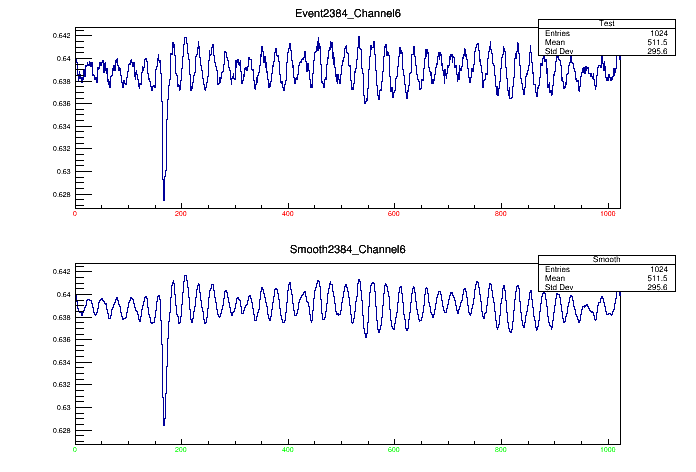 Event2384_Channel6
Test
Entries 1024
Mean 511.5
Std Dev 295.6
0.642
0.64
0.638
0.636
0.634
0.632
0.63
0.628
0 200 400 600 800 1000
Smooth2384_Channel6
Smooth
Entries 1024
Mean 511.5
Std Dev 295.6
0.642
0.64
0.638
0.636
0.634
0.632
0.63
0.628
0 200 400 600 800 1000